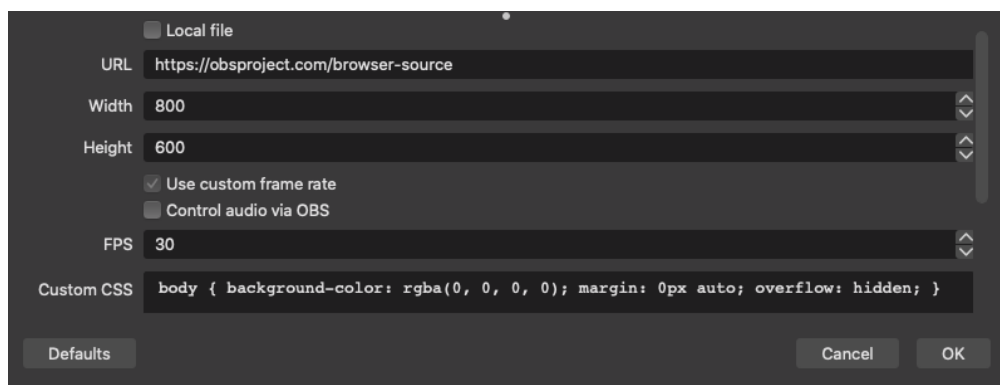 Local file
URL https://obsproject.com/browser-source
Width 800
Height 600
Use custom frame rate
Control audio via OBS
FPS 30
Custom CSS body { background-color: rgba(0, 0, 0, 0); margin: 0px auto; overflow: hidden; }
Defaults Cancel OK